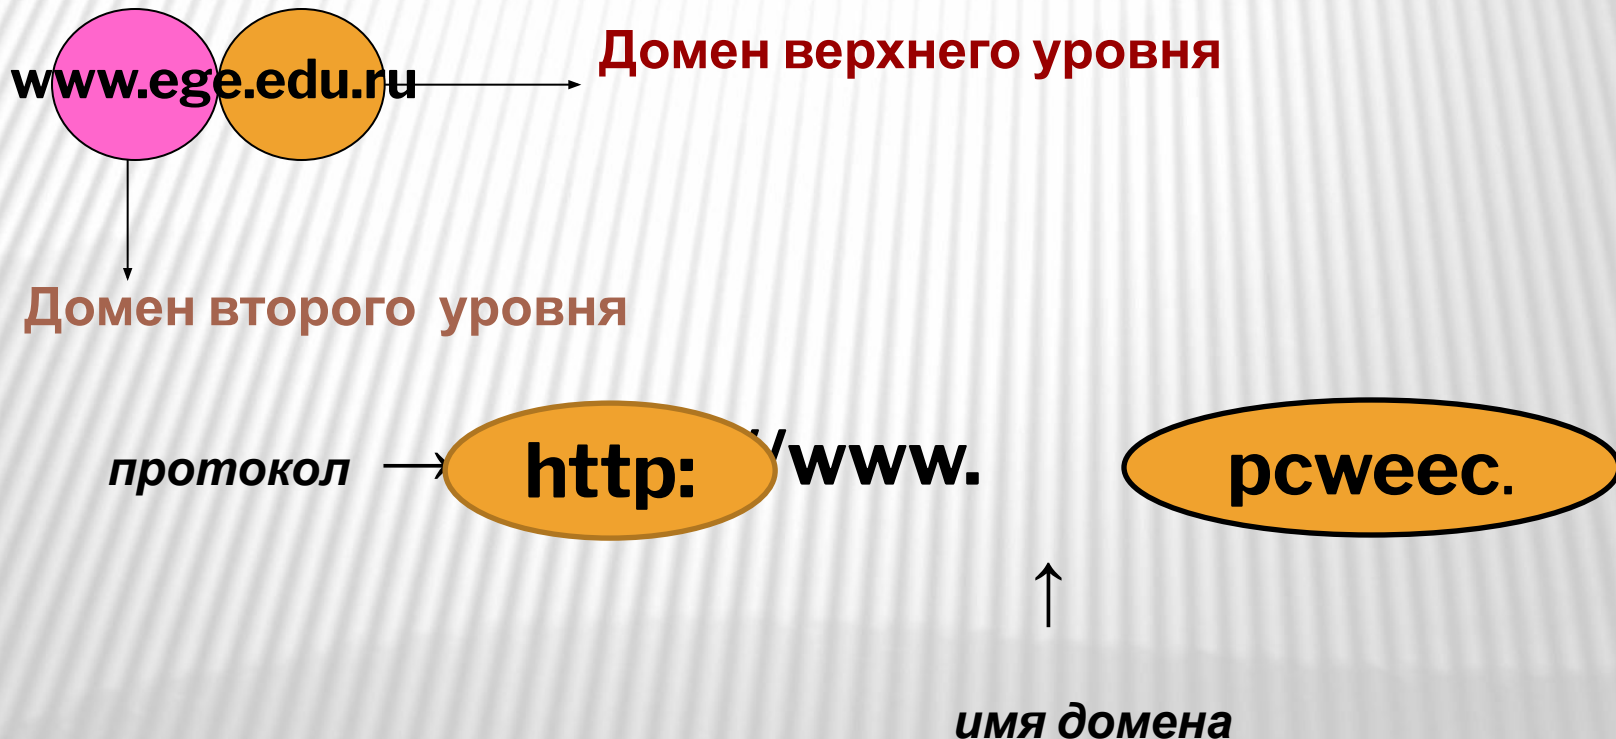 www.ege.edu.ru
Домен верхнего уровня
Домен второго уровня
протокол → http: //www. pcweec.
↑
имя домена